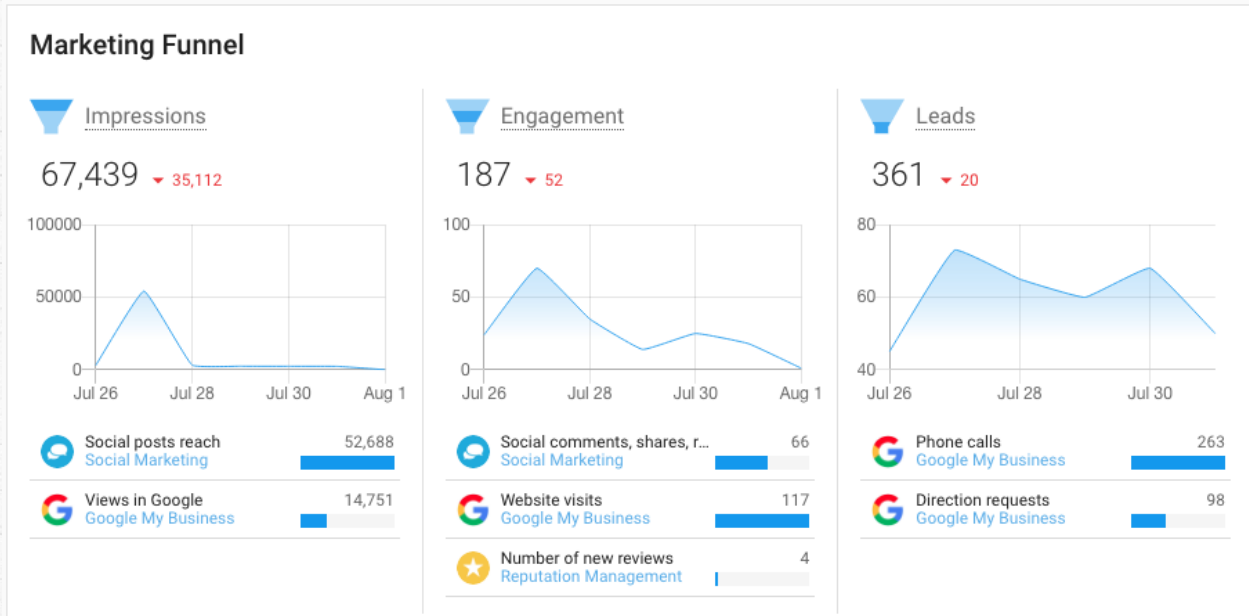 Marketing Funnel
Impressions
67,439 35,112
100000
50000
0
Jul 26 Jul 28 Jul 30 Aug 1
Social posts reach 52,688
Social Marketing
Views in Google 14,751
Google My Business
Engagement
187 52
100
50
0
Jul 26 Jul 28 Jul 30 Aug 1
Social comments, shares, r... 66
Social Marketing
Website visits 117
Google My Business
Number of new reviews 4
Reputation Management
Leads
361 20
80
60
40
Jul 26 Jul 28 Jul 30
Phone calls 263
Google My Business
Direction requests 98
Google My Business